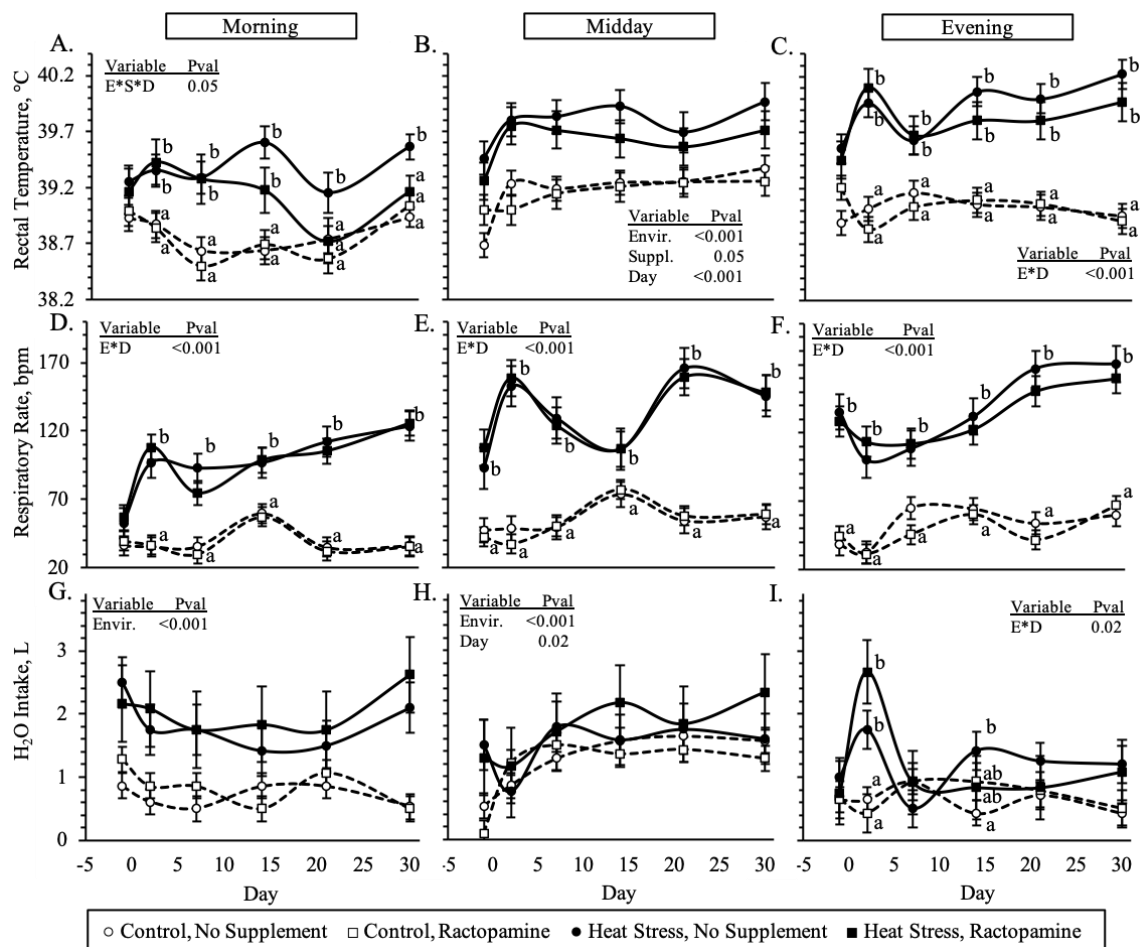 Morning
Midday
Evening
A.
B.
C.
Rectal Temperature, °C
40.2
39.7
39.2
38.7
38.2
Variable Pval
E*S*D 0.05
b
b
b
b
b
b
b
b
b
a
a
a
a
a
a
a
a
a
a
Variable Pval
Envir. <0.001
Suppl. 0.05
Day <0.001
b
b
b
b
b
b
b
b
b
b
a
a
a
a
a
a
a
a
Variable Pval
E*D <0.001
D.
E.
F.
Respiratory Rate, bpm
170
120
70
20
Variable Pval
E*D <0.001
b
b
b
b
b
a
a
a
a
a
a
Variable Pval
E*D <0.001
b
b
b
b
b
b
a
a
a
a
a
a
Variable Pval
E*D <0.001
b
b
b
b
b
b
a
a
a
a
a
a
G.
H.
I.
H₂O Intake, L
3
2
1
0
Variable Pval
Envir. <0.001
Variable Pval
Envir. <0.001
Day 0.02
Variable Pval
E*D 0.02
b
b
b
a
a
ab
ab
a
-5 0 5 10 15 20 25 30
-5 0 5 10 15 20 25 30
-5 0 5 10 15 20 25 30
Day
Day
Day
Control, No Supplement Control, Ractopamine Heat Stress, No Supplement Heat Stress, Ractopamine